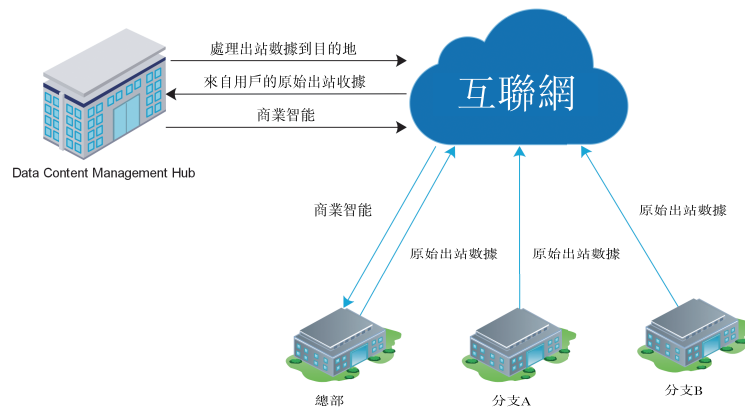 處理出站數據到目的地
來自用戶的原始出站收據
商業智能
互聯網
Data Content Management Hub
商業智能
原始出站數據
原始出站數據
原始出站數據
總部
分支A
分支B